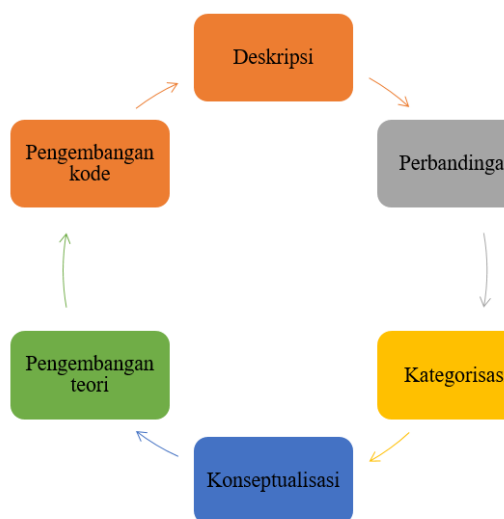 Deskripsi
Perbandinga
Kategorisas
Konseptualisasi
Pengembangan
teori
Pengembangan
kode